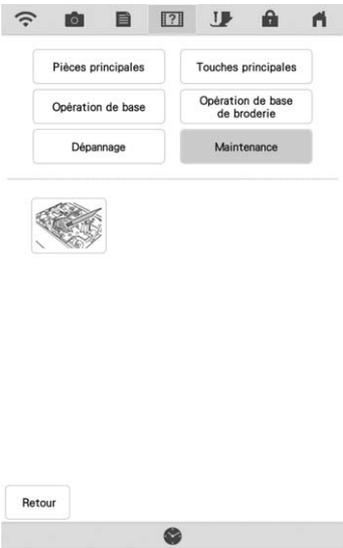 Pièces principales
Touches principales
Opération de base
Opération de base
de broderie
Dépannage
Maintenance
Retour